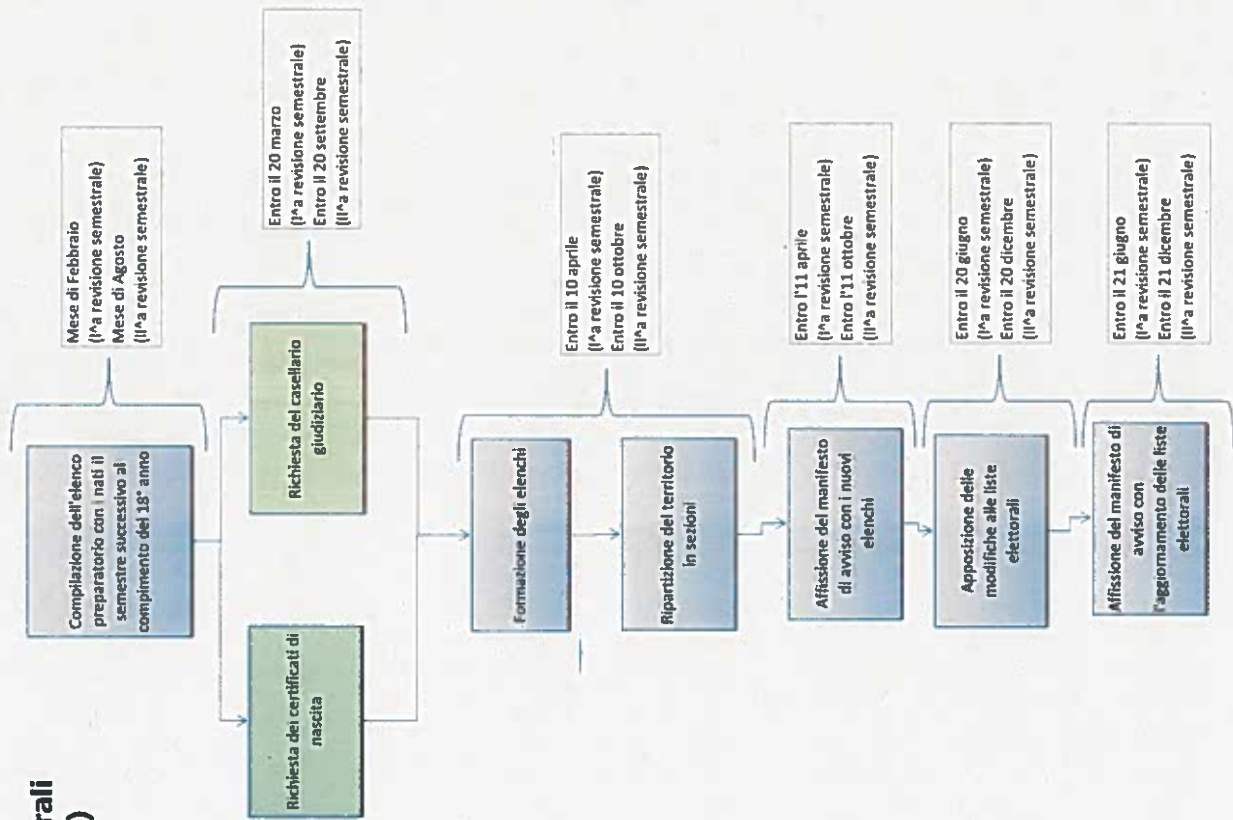 rali
)
Compilazione dell'elenco
preparatorio con i nati il
semestre successivo al
compimento del 18° anno
Mese di Febbraio
(I^a revisione semestrale)
Mese di Agosto
(II^a revisione semestrale)
Richiesta dei certificati di
nascita
Richiesta del casellario
giudiziario
Entro il 20 marzo
(I^a revisione semestrale)
Entro il 20 settembre
(II^a revisione semestrale)
Formazione degli elenchi
Ripartizione del territorio
in sezioni
Entro il 10 aprile
(I^a revisione semestrale)
Entro il 10 ottobre
(II^a revisione semestrale)
Affissione del manifesto
di avviso con i nuovi
elenchi
Entro l'11 aprile
(I^a revisione semestrale)
Entro l'11 ottobre
(II^a revisione semestrale)
Apposizione delle
modifiche alle liste
elettorali
Entro il 20 giugno
(I^a revisione semestrale)
Entro il 20 dicembre
(II^a revisione semestrale)
Affissione del manifesto di
avviso con
l'aggiornamento delle liste
elettorali
Entro il 21 giugno
(I^a revisione semestrale)
Entro il 21 dicembre
(II^a revisione semestrale)